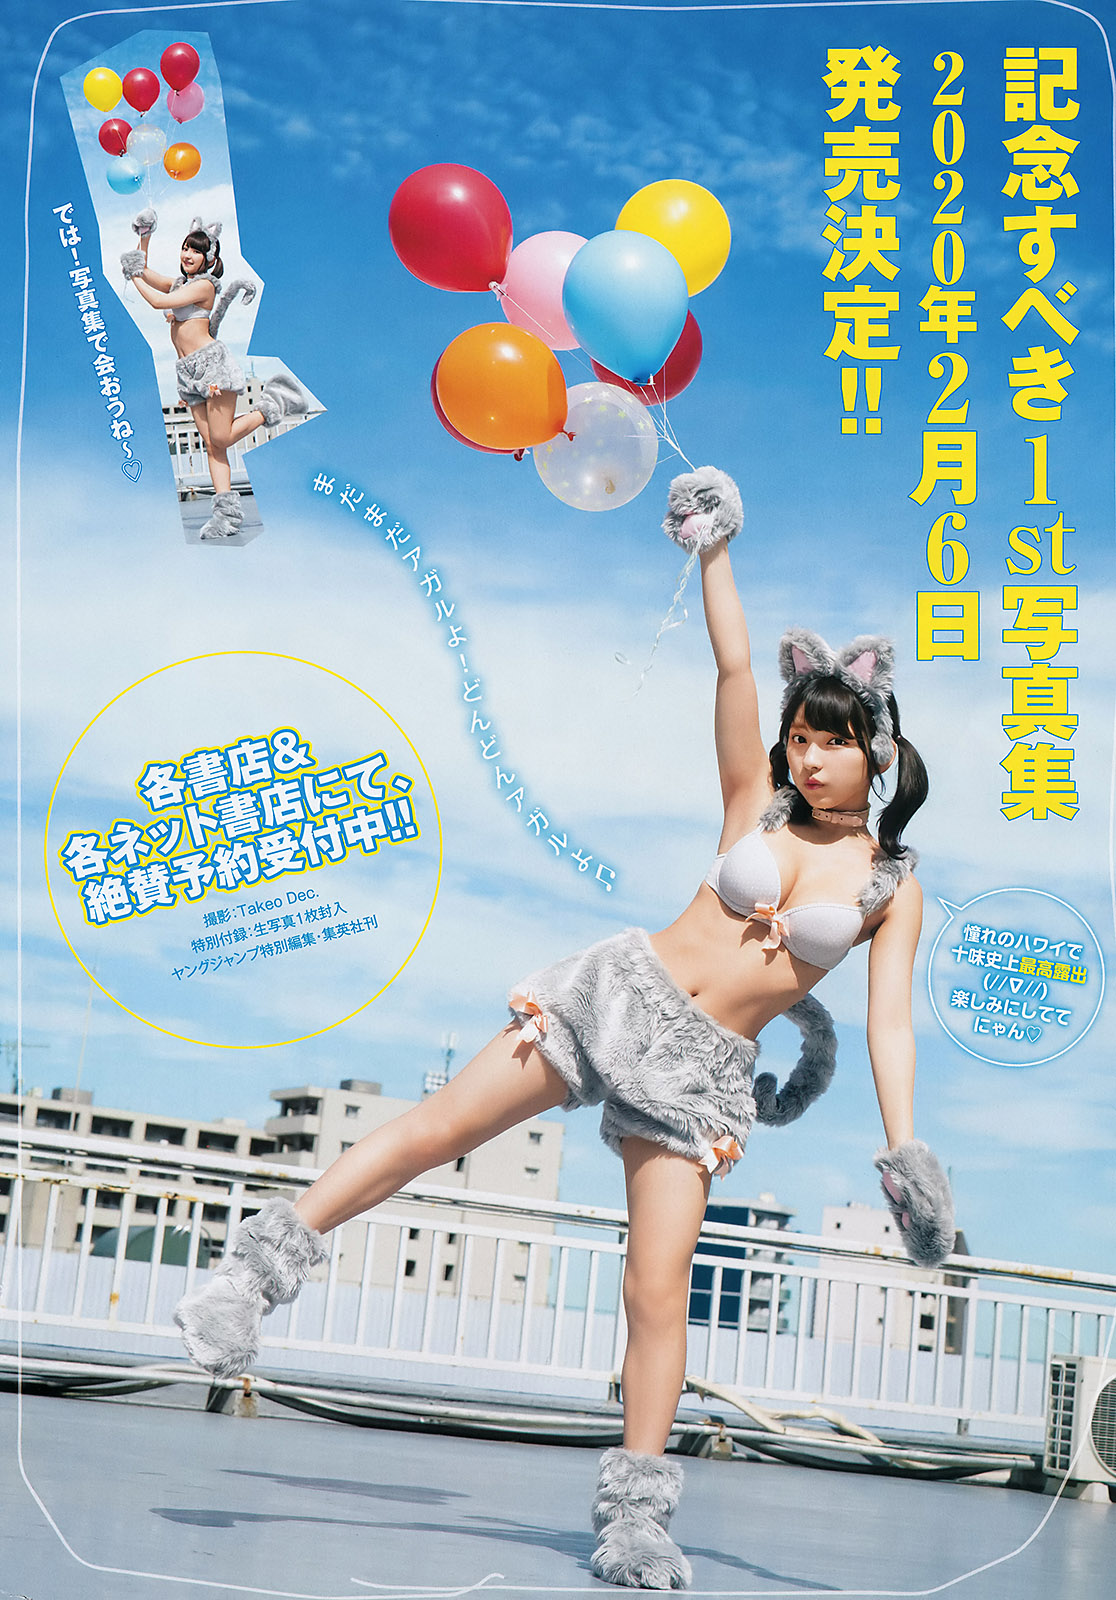 記念すべき1st写真集
2020年2月6日
発売決定!!
では!写真集で会おうね～♡
まだまだアガルよ!どんどんアガルよ♫
各書店&
各ネット書店にて、
絶賛予約受付中!!
撮影:Takeo Dec.
特別付録:生写真1枚封入
ヤングジャンプ特別編集・集英社刊
憧れのハワイで
十味史上最高露出
(//∇//)
楽しみにしてて
にゃん♡